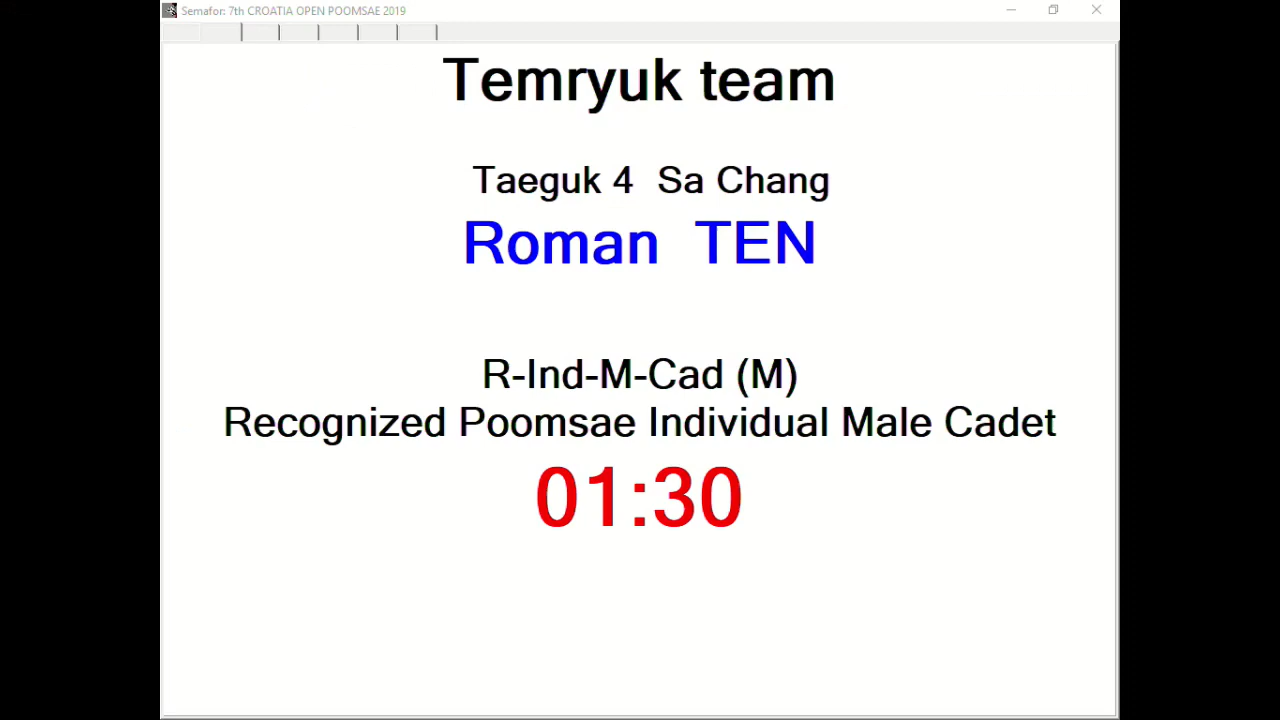 Semafor: 7th CROATIA OPEN POOMSAE 2019
Temryuk team
Taeguk 4  Sa Chang
Roman  TEN
R-Ind-M-Cad (M)
Recognized Poomsae Individual Male Cadet
01:30